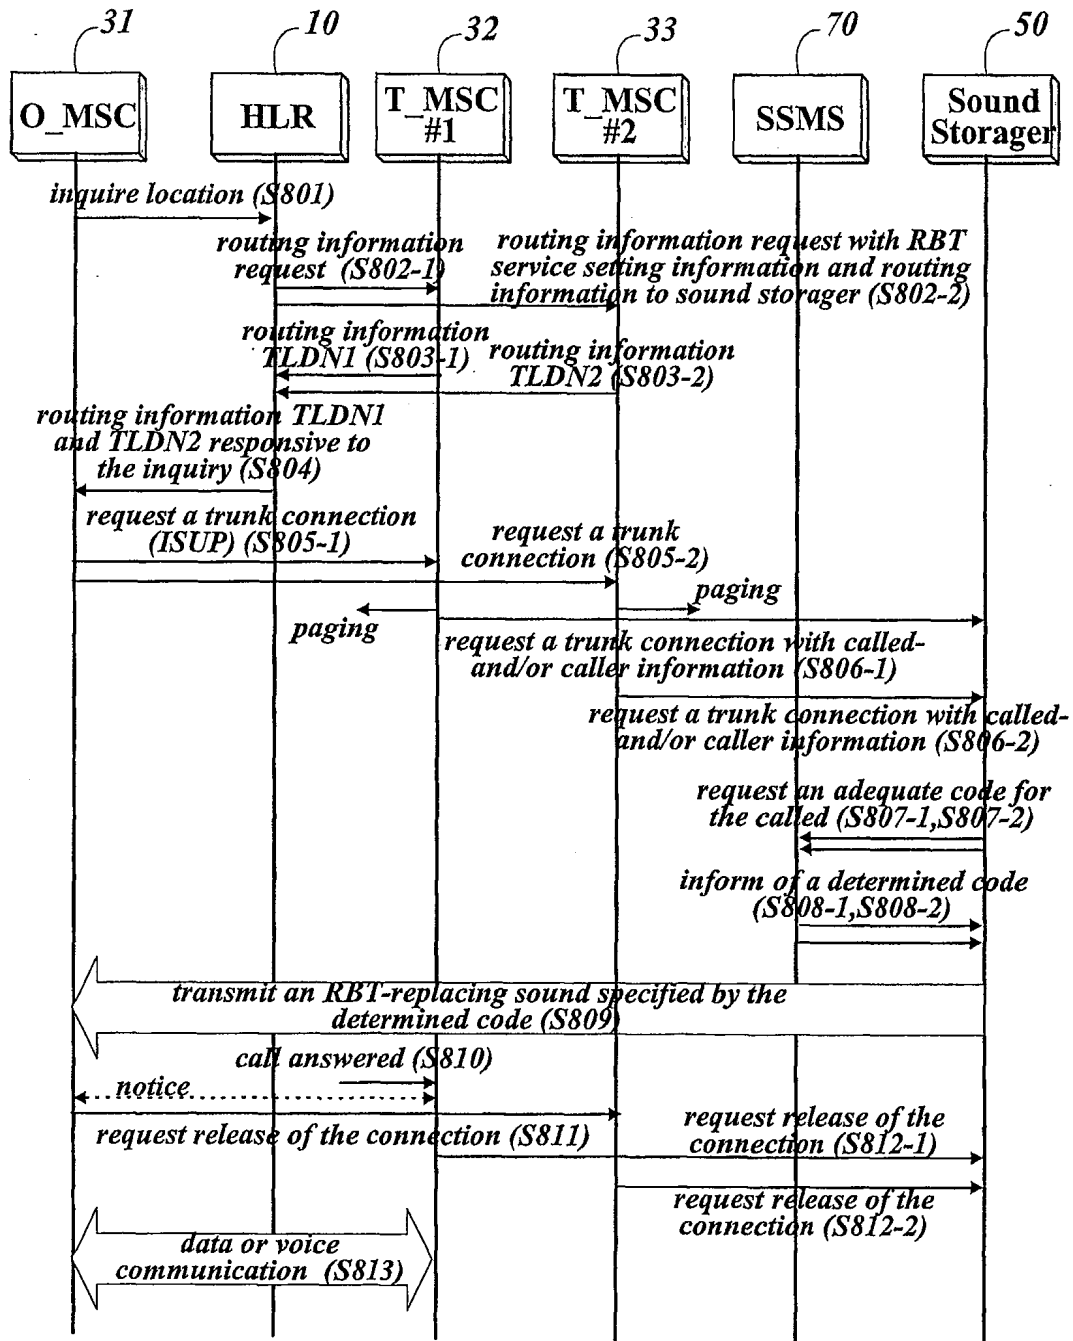 31
10
32
33
70
50
O_MSC
HLR
T_MSC
#1
T_MSC
#2
SSMS
Sound
Storager
inquire location (S801)
routing information
request (S802-1)
routing information request with RBT
service setting information and routing
information to sound storager (S802-2)
routing information
TLDN1 (S803-1)
routing information
TLDN2 (S803-2)
routing information TLDN1
and TLDN2 responsive to
the inquiry (S804)
request a trunk connection
(ISUP) (S805-1)
request a trunk
connection (S805-2)
paging
paging
request a trunk connection with called-
and/or caller information (S806-1)
request a trunk connection with called-
and/or caller information (S806-2)
request an adequate code for
the called (S807-1,S807-2)
inform of a determined code
(S808-1,S808-2)
transmit an RBT-replacing sound specified by the
determined code (S809)
call answered (S810)
notice
request release of the connection (S811)
request release of the
connection (S812-1)
request release of the
connection (S812-2)
data or voice
communication (S813)